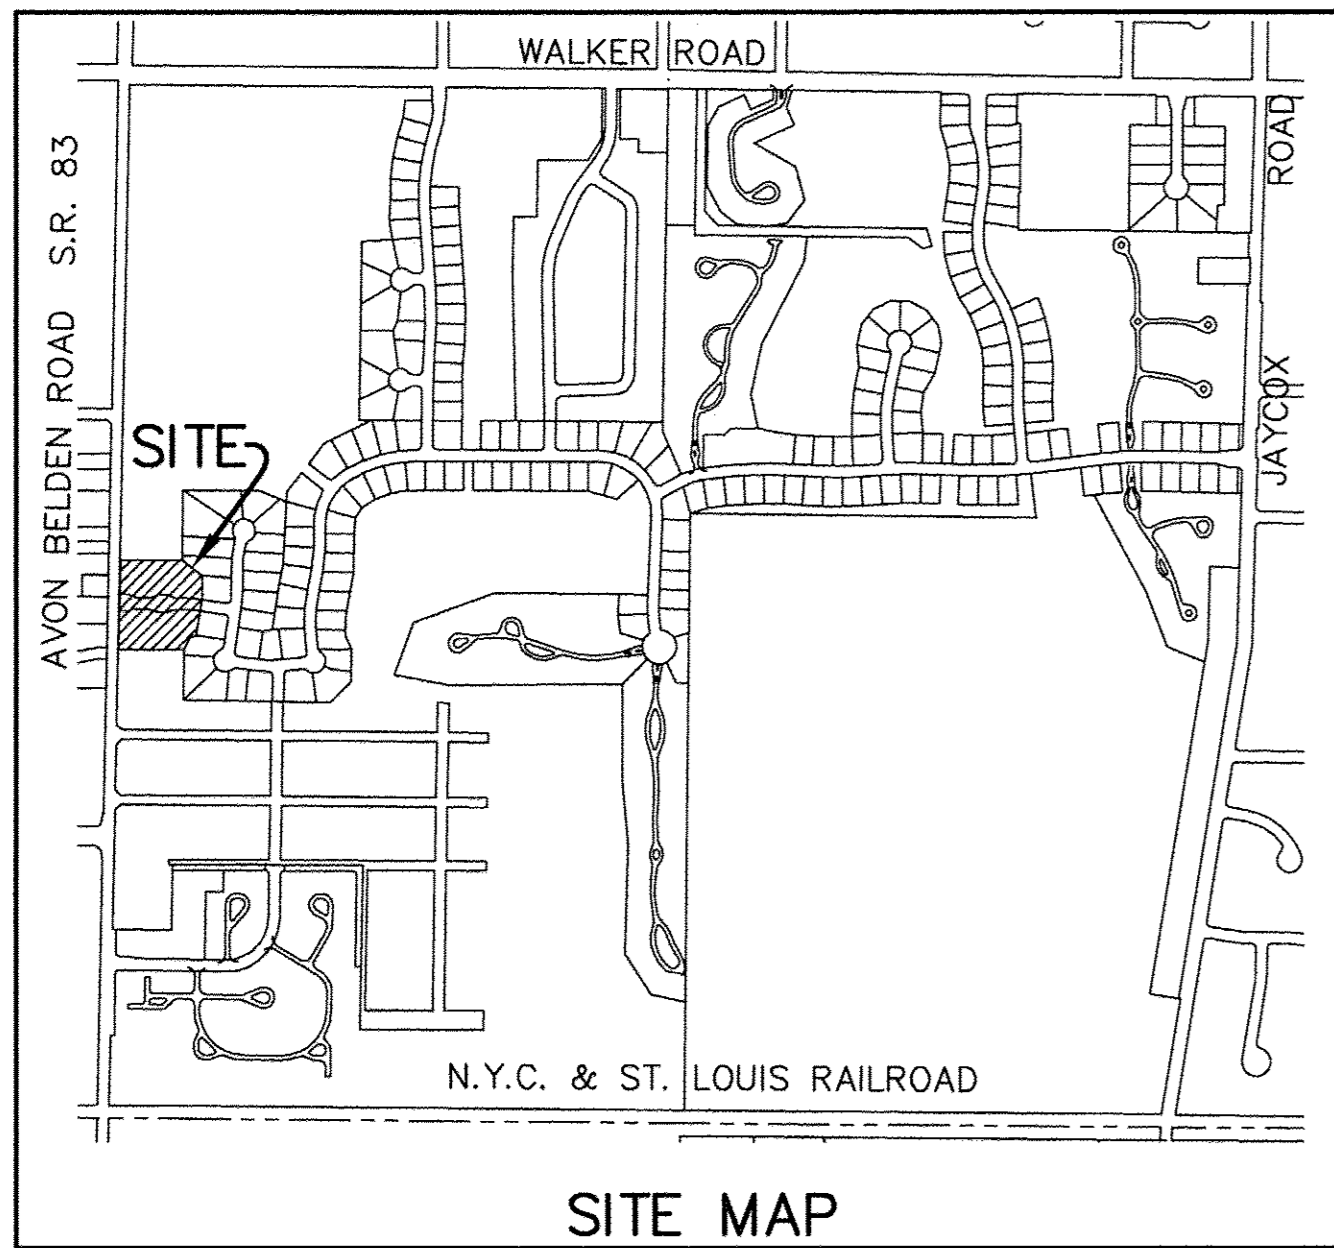 WALKER ROAD
AVON BELDEN ROAD S.R. 83
JAYCOX ROAD
SITE
N.Y.C. & ST. LOUIS RAILROAD
SITE MAP